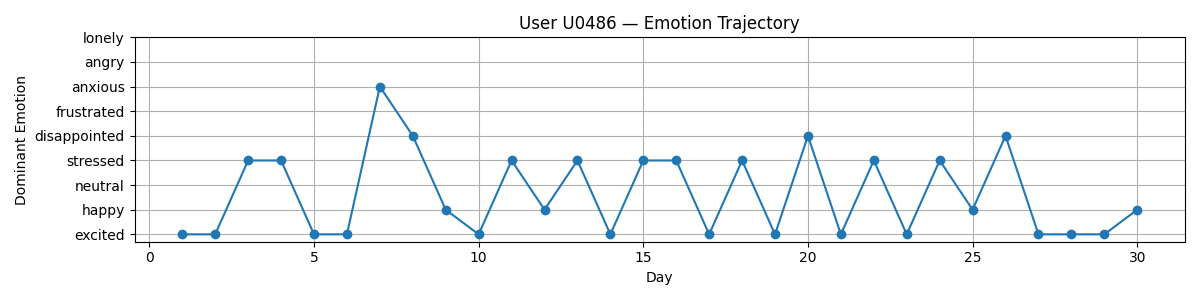 User U0486 — Emotion Trajectory
Dominant Emotion
lonely
angry
anxious
frustrated
disappointed
stressed
neutral
happy
excited
0 5 10 15 20 25 30
Day